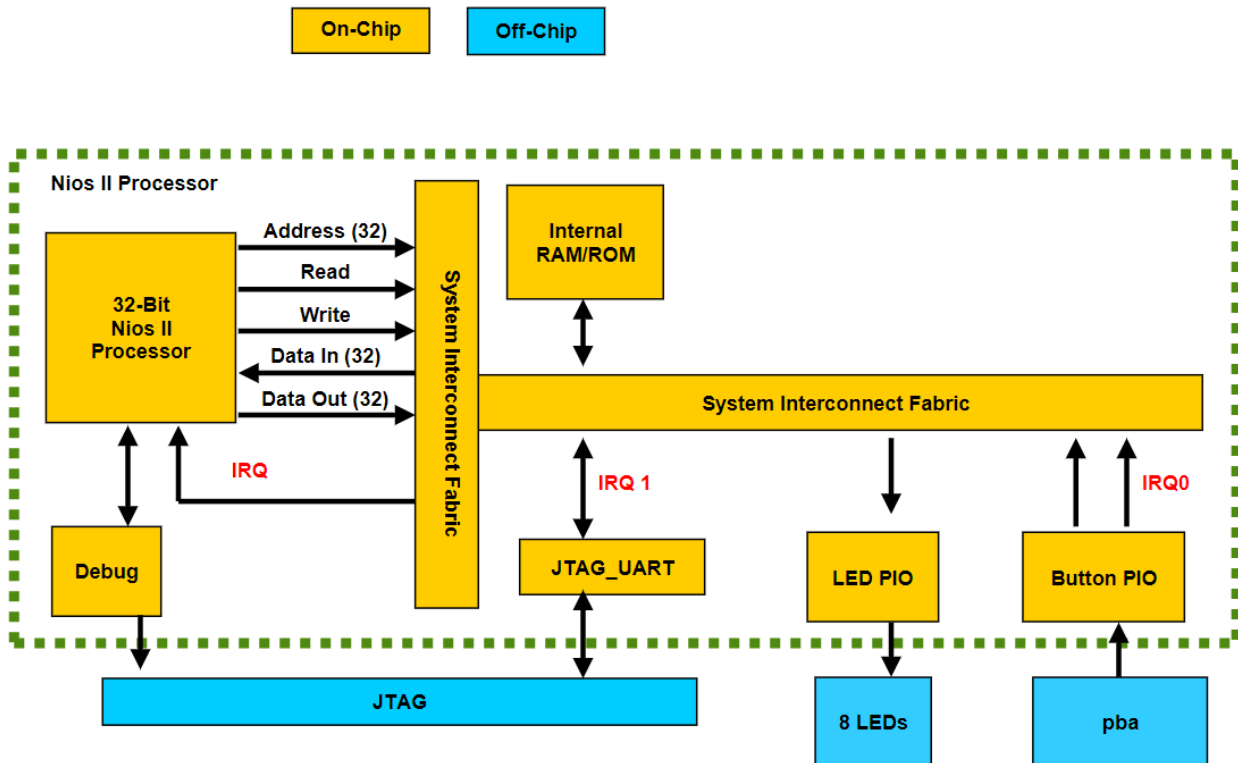 On-Chip
Off-Chip
Nios II Processor
32-Bit
Nios II
Processor
Address (32)
Read
Write
Data In (32)
Data Out (32)
IRQ
System Interconnect Fabric
Internal
RAM/ROM
System Interconnect Fabric
IRQ 1
IRQ0
Debug
JTAG_UART
LED PIO
Button PIO
JTAG
8 LEDs
pba